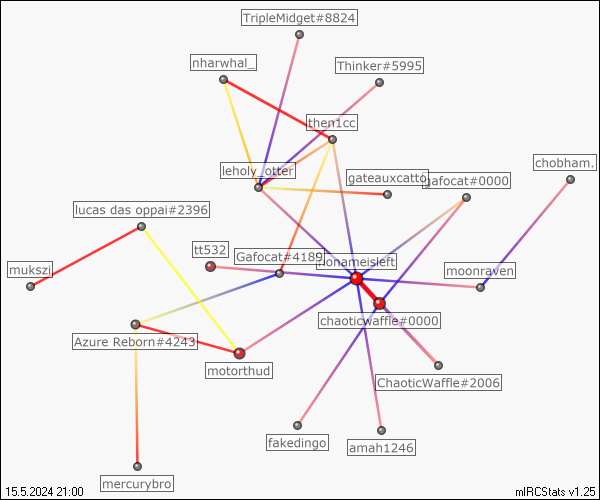 TripleMidget#8824
nharwhal_
Thinker#5995
then1cc
chobham.
leholy_otter
gateauxcatto
gafocat#0000
lucas das oppai#2396
tt532
Gafocat#4189
nonameisleft
mukszi
moonraven
chaoticwaffle#0000
Azure Reborn#4243
motorthud
ChaoticWaffle#2006
fakedingo
amah1246
mercurybro
15.5.2024 21:00
mIRCStats v1.25